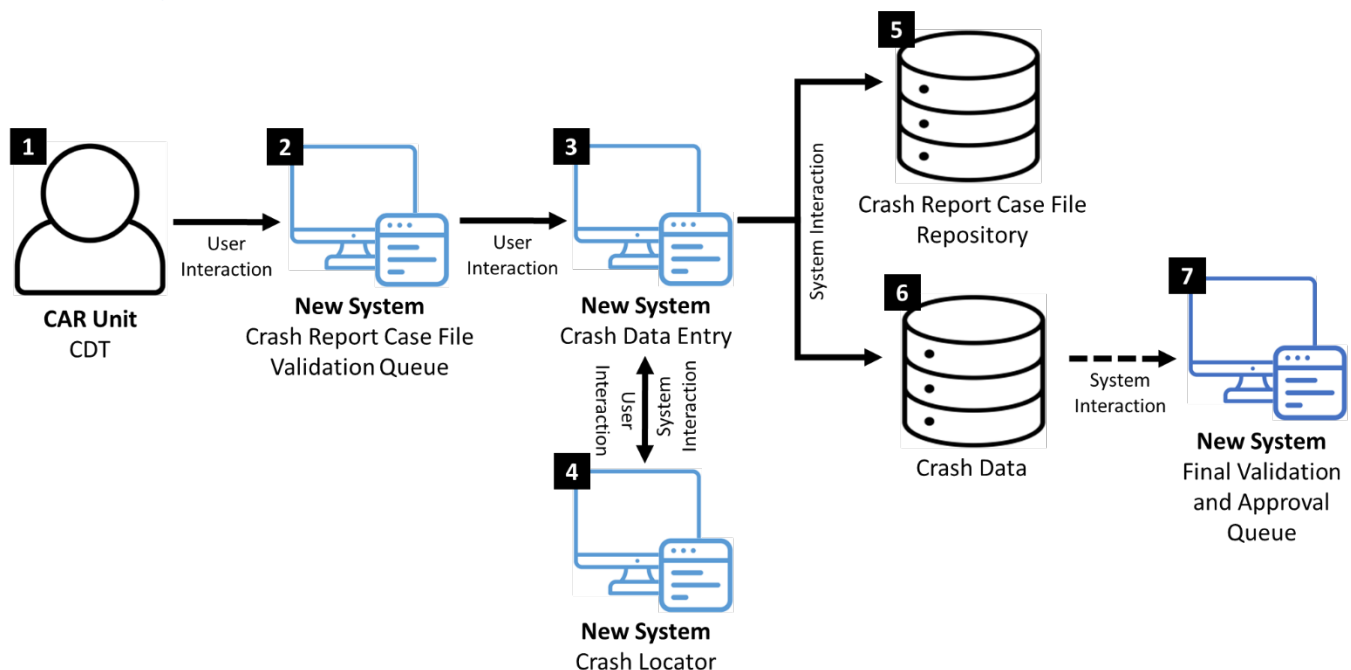 1
User
Interaction
CAR Unit
CDT
2
User
Interaction
New System
Crash Report Case File
Validation Queue
3
New System
Crash Data Entry
User
Interaction
System
Interaction
4
New System
Crash Locator
System Interaction
5
Crash Report Case File
Repository
6
Crash Data
System
Interaction
7
New System
Final Validation
and Approval
Queue